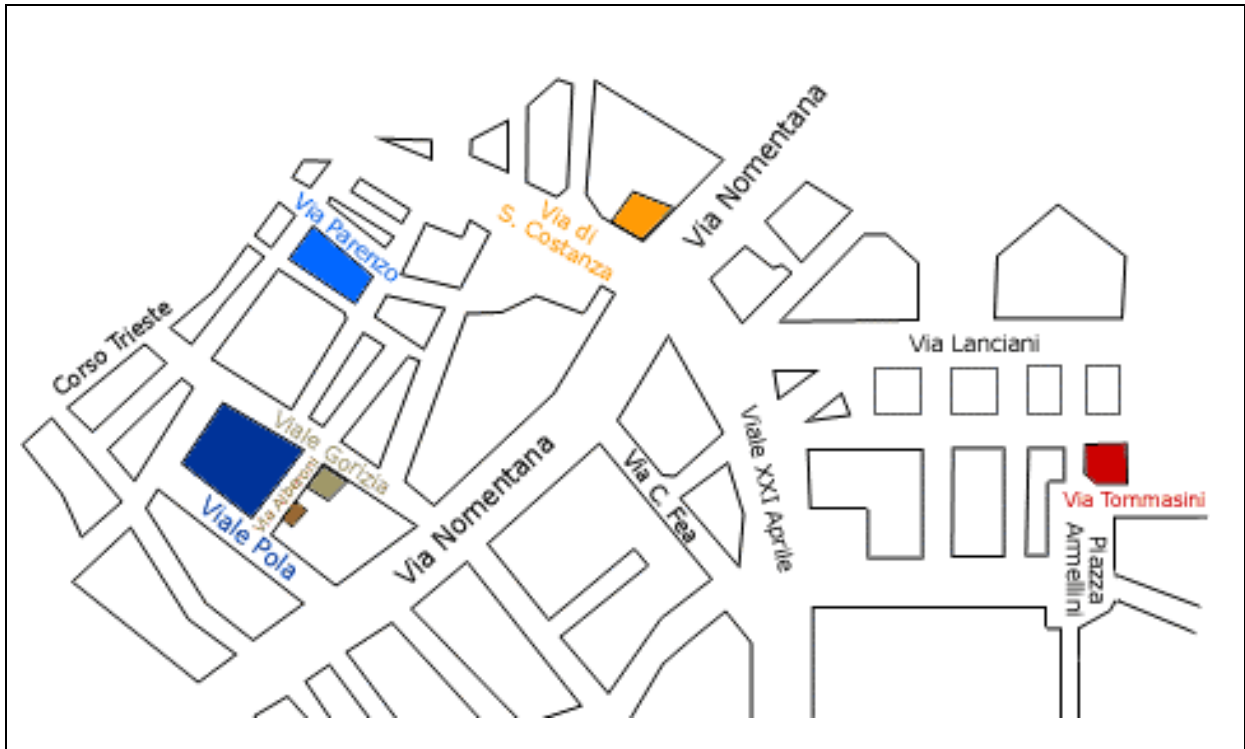 Via Nomentana
Via Parenzo
Via di
S. Costanza
Corso Trieste
Via Lanciani
Viale Gorizia
Via Alberoni
Viale Pola
Via Nomentana
Via C. Fea
Viale XXI Aprile
Via Tommasini
Piazza
Armellini